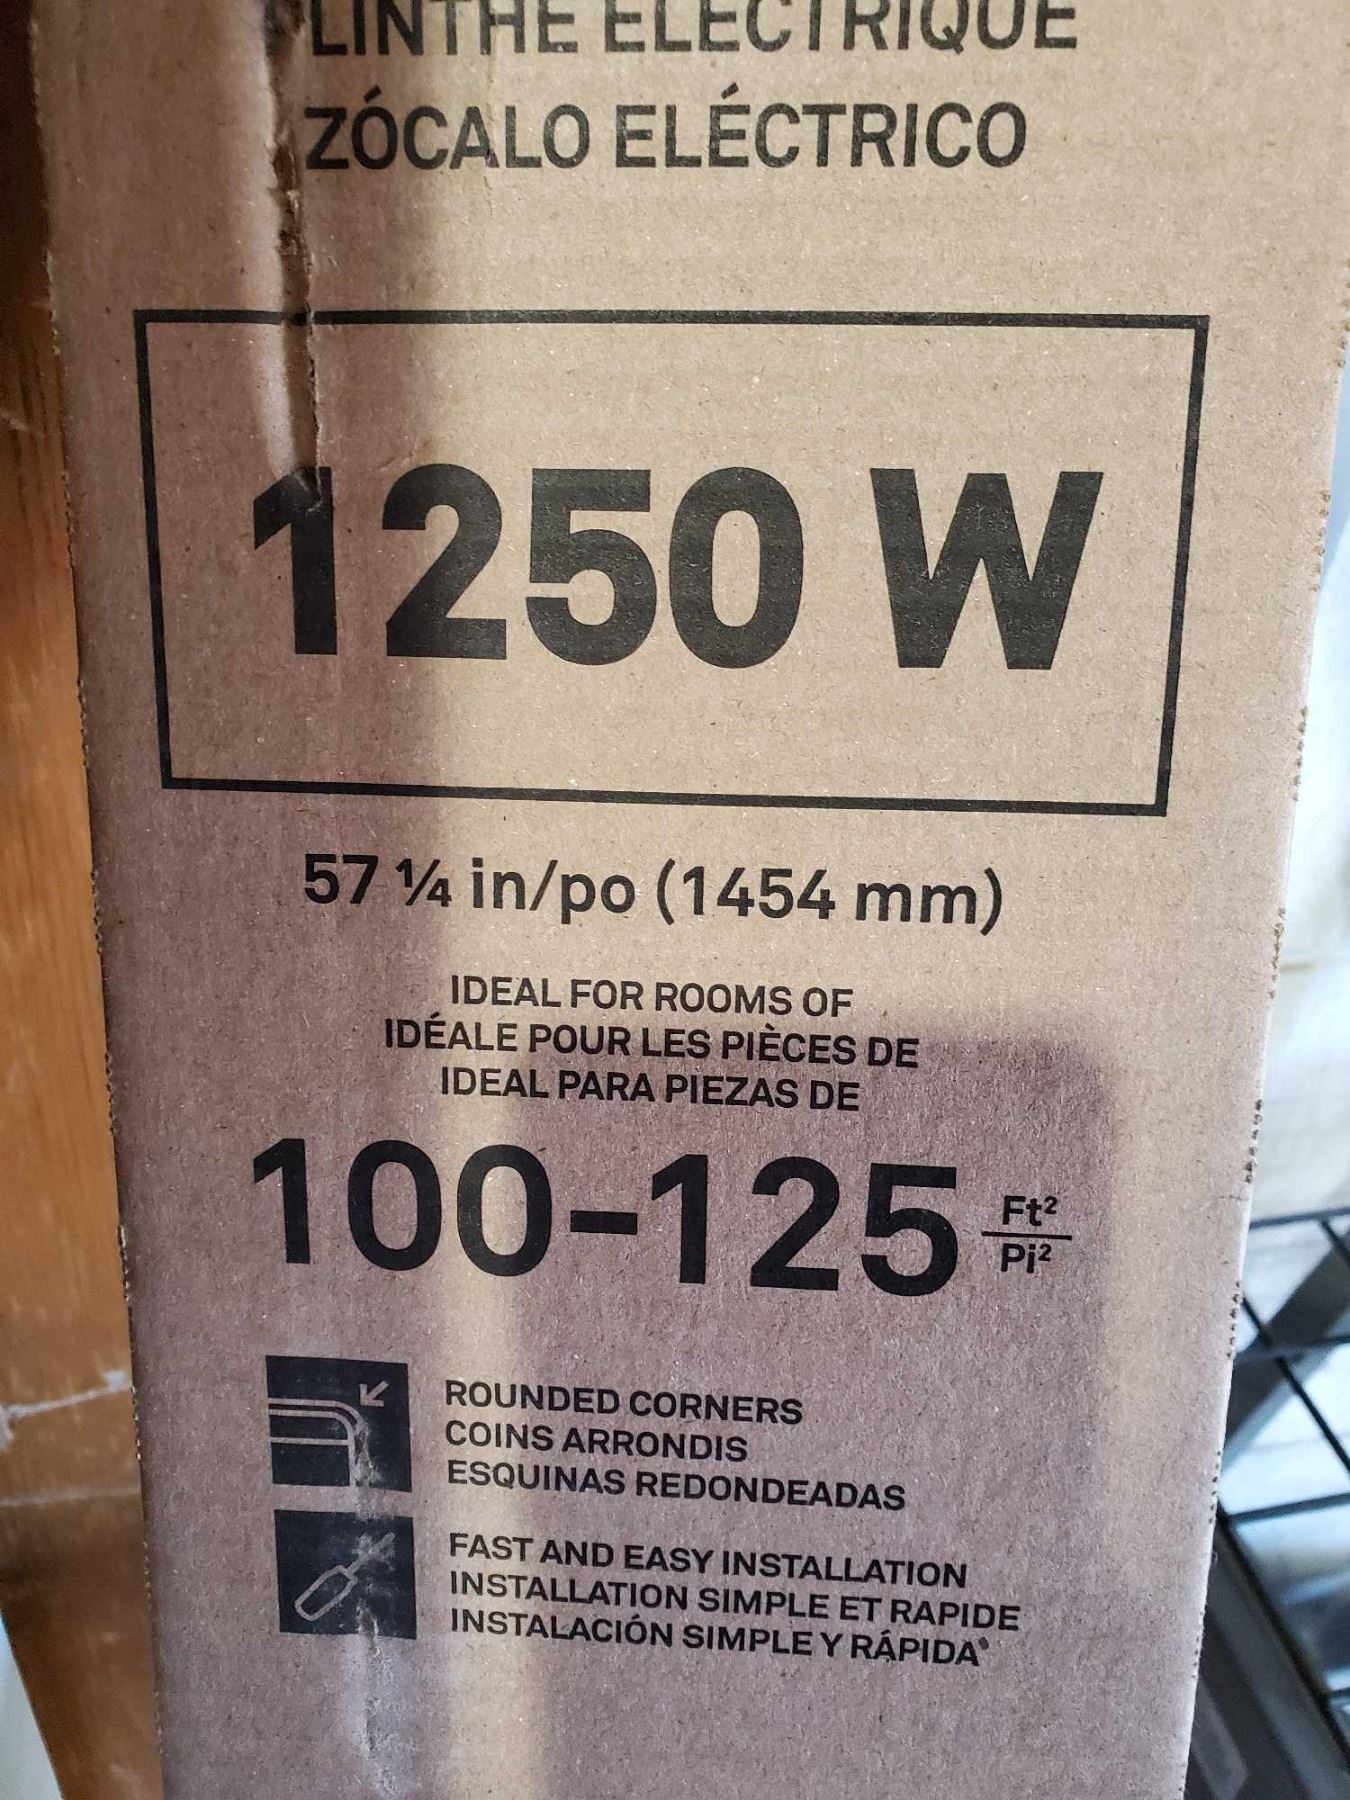 PLINTHE ÉLECTRIQUE
ZÓCALO ELÉCTRICO
1250 W
57 ¼ in/po (1454 mm)
IDEAL FOR ROOMS OF
IDÉALE POUR LES PIÈCES DE
IDEAL PARA PIEZAS DE
100-125 Ft²/Pi²
ROUNDED CORNERS
COINS ARRONDIS
ESQUINAS REDONDEADAS
FAST AND EASY INSTALLATION
INSTALLATION SIMPLE ET RAPIDE
INSTALACIÓN SIMPLE Y RÁPIDA